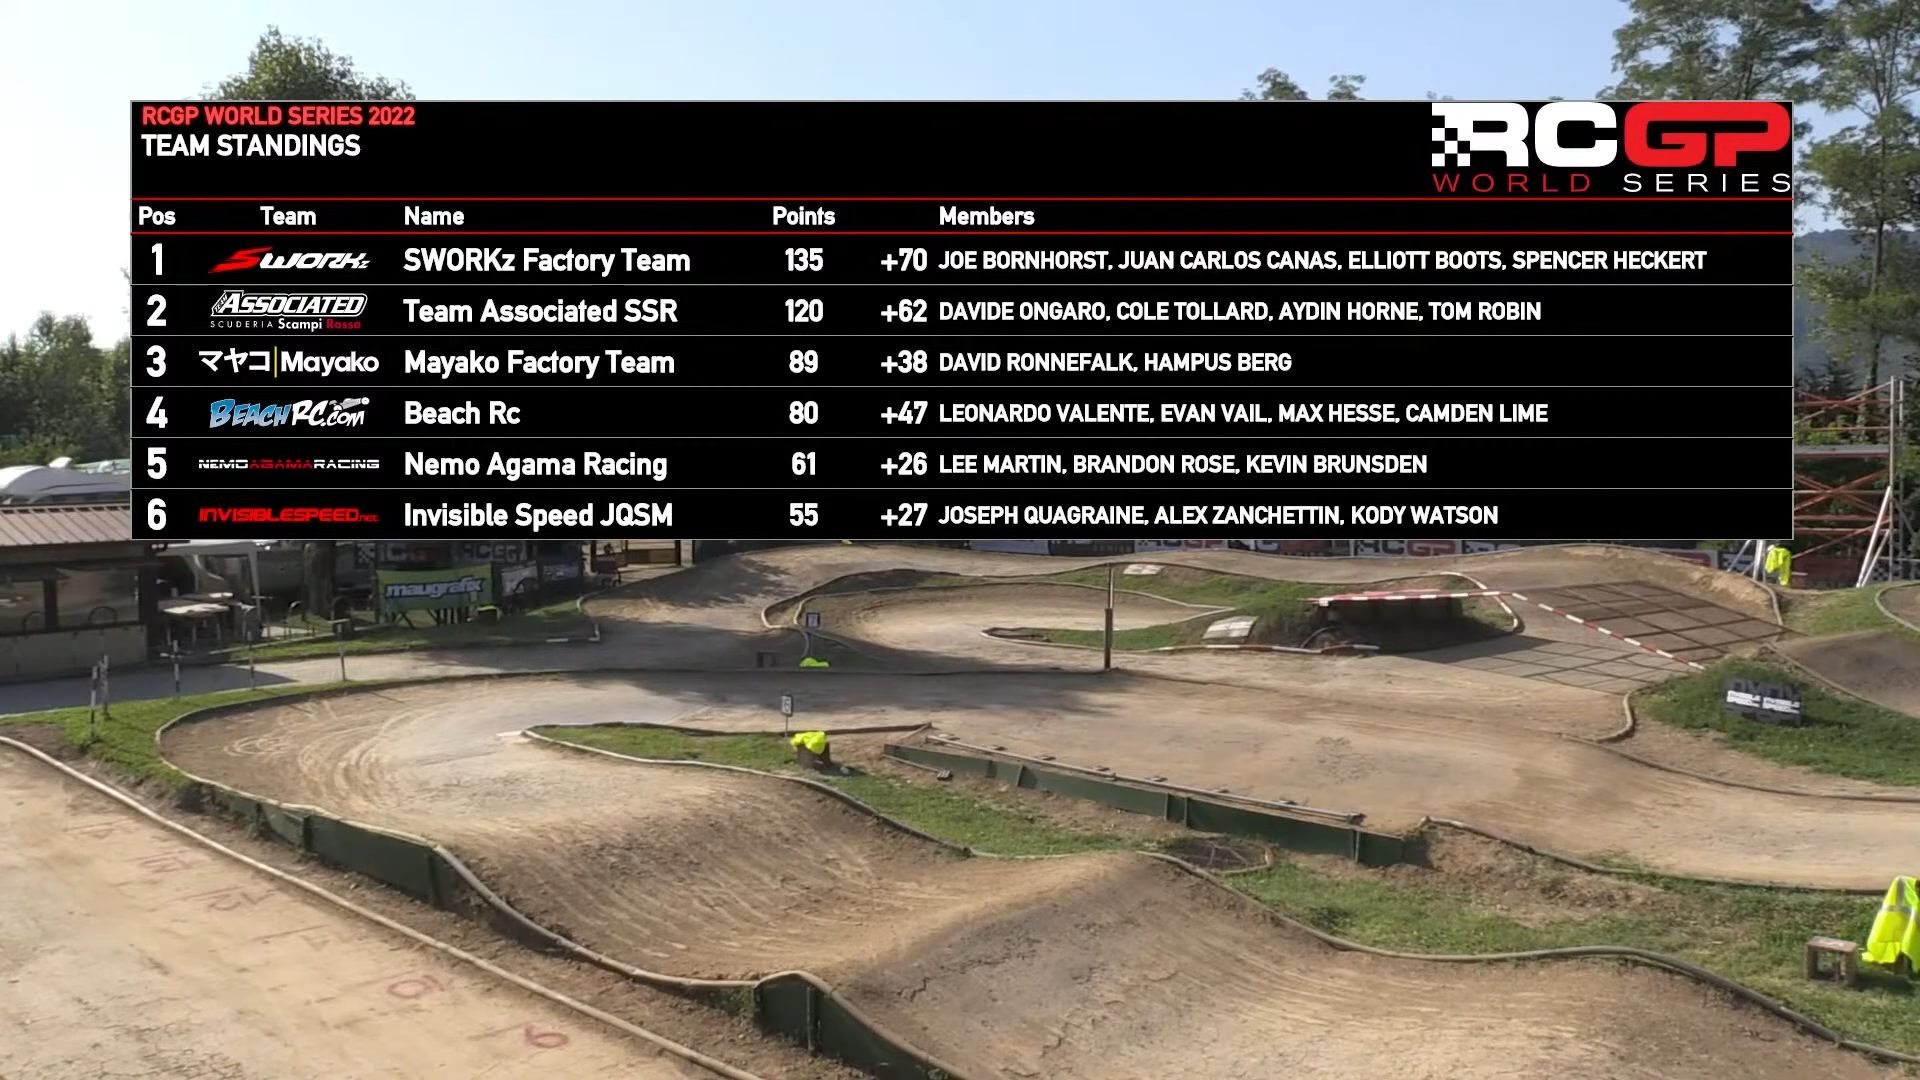 RCGP WORLD SERIES 2022
TEAM STANDINGS
RCGP
WORLD SERIES
Pos Team Name Points Members
1 SWORKz SWORKz Factory Team 135 +70 JOE BORNHORST, JUAN CARLOS CANAS, ELLIOTT BOOTS, SPENCER HECKERT
2 ASSOCIATED SCUDERIA Scampi Rossa Team Associated SSR 120 +62 DAVIDE ONGARO, COLE TOLLARD, AYDIN HORNE, TOM ROBIN
3 マヤコ|Mayako Mayako Factory Team 89 +38 DAVID RONNEFALK, HAMPUS BERG
4 BEACHRC.COM Beach Rc 80 +47 LEONARDO VALENTE, EVAN VAIL, MAX HESSE, CAMDEN LIME
5 NEMOAGAMARACING Nemo Agama Racing 61 +26 LEE MARTIN, BRANDON ROSE, KEVIN BRUNSDEN
6 INVISIBLESPEED.net Invisible Speed JQSM 55 +27 JOSEPH QUAGRAINE, ALEX ZANCHETTIN, KODY WATSON
RCGP
maugrafix